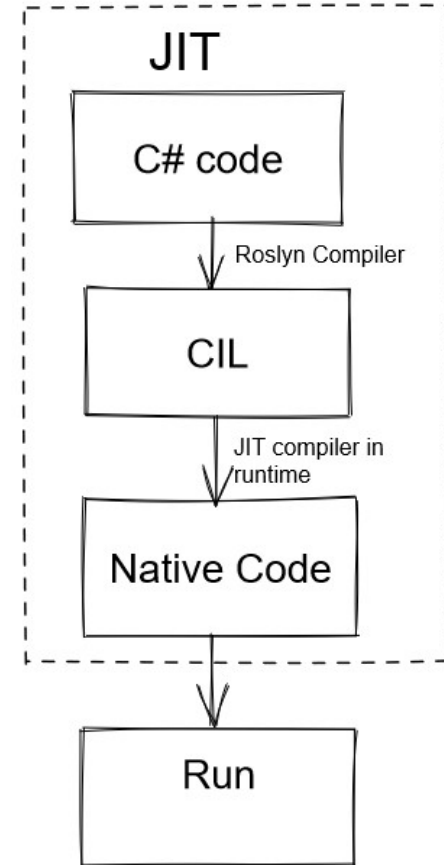 JIT
C# code
Roslyn Compiler
CIL
JIT compiler in
runtime
Native Code
Run